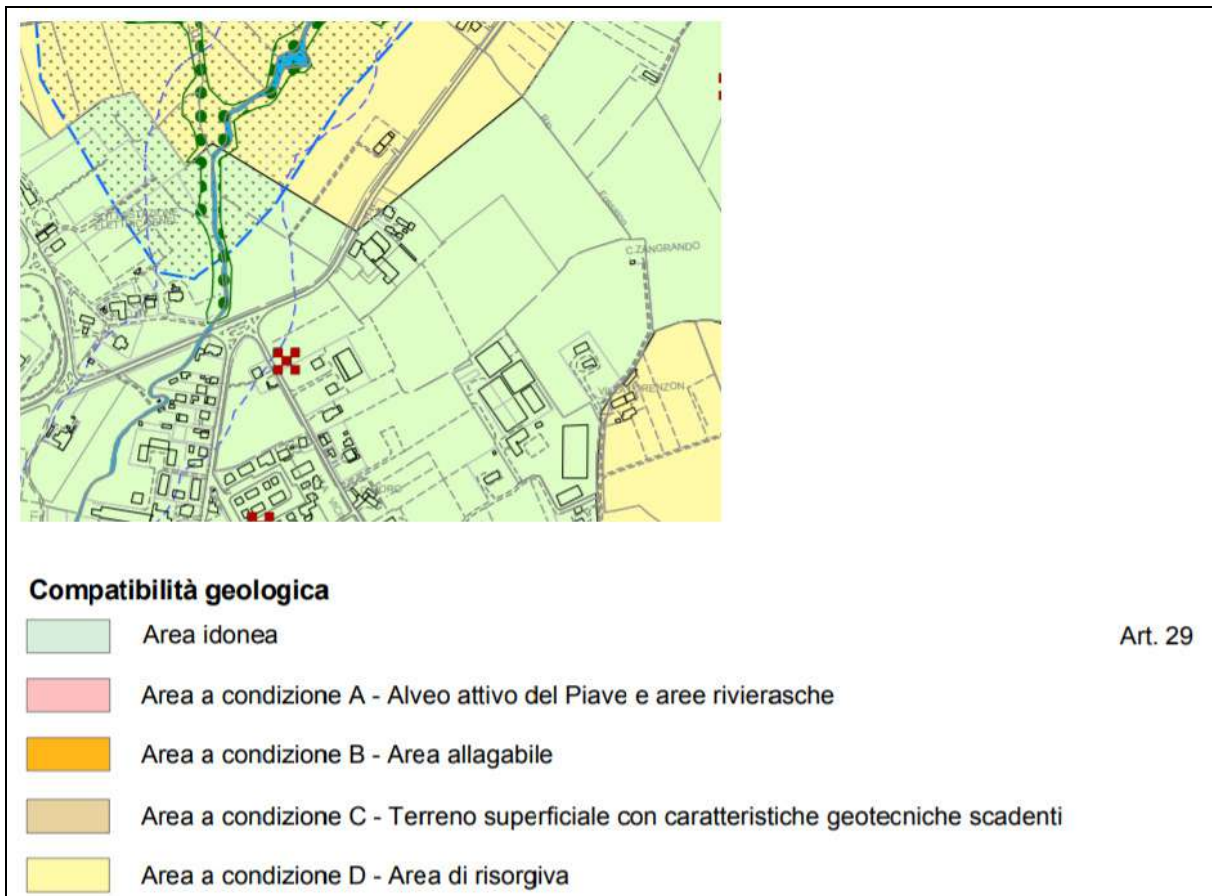 SOTTOSTAZIONE
C.ZANGRANDO
Compatibilità geologica
Area idonea
Art. 29
Area a condizione A - Alveo attivo del Piave e aree rivierasche
Area a condizione B - Area allagabile
Area a condizione C - Terreno superficiale con caratteristiche geotecniche scadenti
Area a condizione D - Area di risorgiva